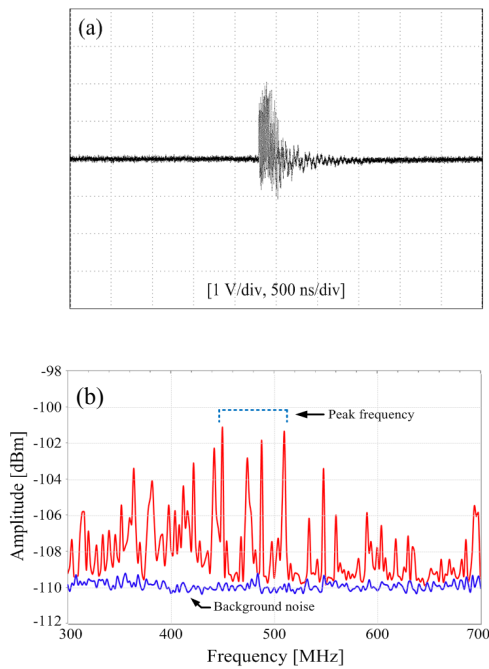 (a)
[1 V/div, 500 ns/div]
-98
(b)
-100
Peak frequency
-102
-104
-106
-108
-110
Background noise
-112
Amplitude [dBm]
300
400
500
600
700
Frequency [MHz]